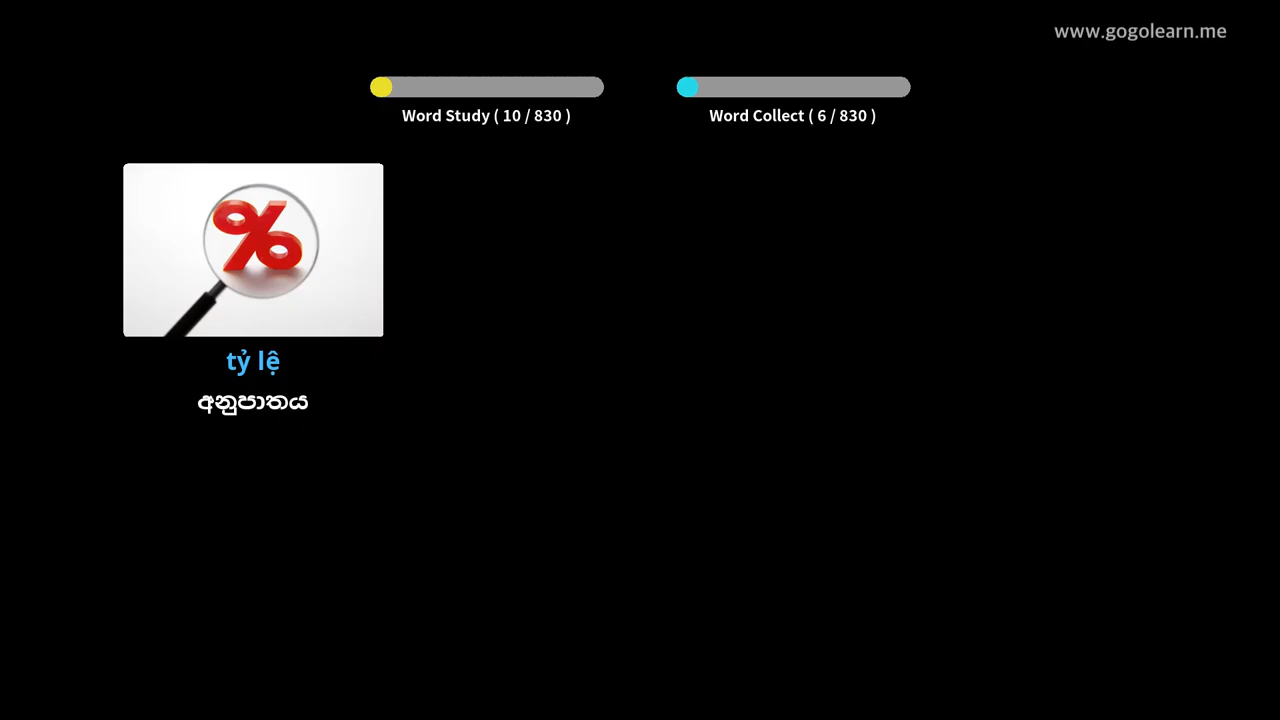 www.gogolearn.me
Word Study ( 10 / 830 )
Word Collect ( 6 / 830 )
%
tỷ lệ
අනුපාතය